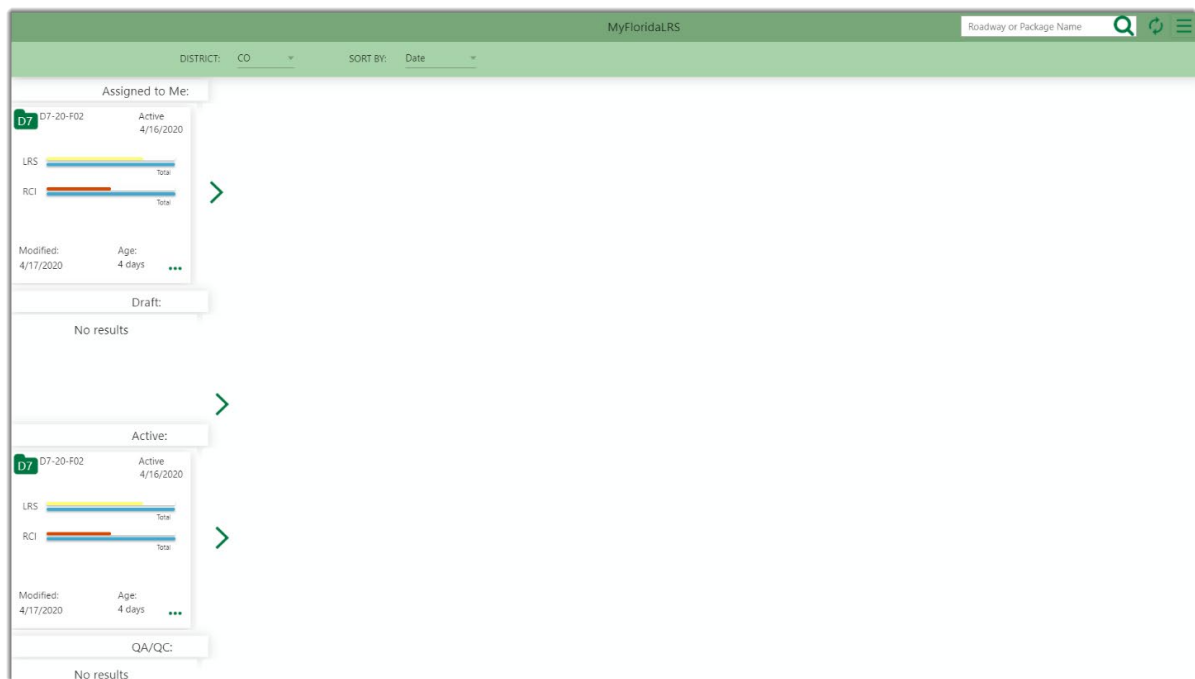 MyFloridaLRS
Roadway or Package Name
DISTRICT: CO SORT BY: Date
Assigned to Me:
D7 D7-20-F02 Active
4/16/2020
LRS
Total
RCI
Total
Modified: Age:
4/17/2020 4 days
Draft:
No results
Active:
D7 D7-20-F02 Active
4/16/2020
LRS
Total
RCI
Total
Modified: Age:
4/17/2020 4 days
QA/QC:
No results